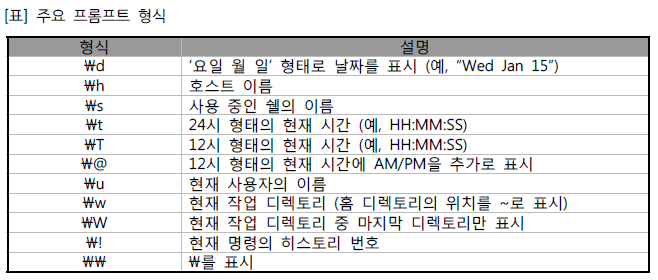 [표] 주요 프롬프트 형식
형식 설명
₩d ‘요일 월 일’ 형태로 날짜를 표시 (예, “Wed Jan 15”)
₩h 호스트 이름
₩s 사용 중인 쉘의 이름
₩t 24시 형태의 현재 시간 (예, HH:MM:SS)
₩T 12시 형태의 현재 시간 (예, HH:MM:SS)
₩@ 12시 형태의 현재 시간에 AM/PM을 추가로 표시
₩u 현재 사용자의 이름
₩w 현재 작업 디렉토리 (홈 디렉토리의 위치를 ~로 표시)
₩W 현재 작업 디렉토리 중 마지막 디렉토리만 표시
₩! 현재 명령의 히스토리 번호
₩₩ ₩를 표시